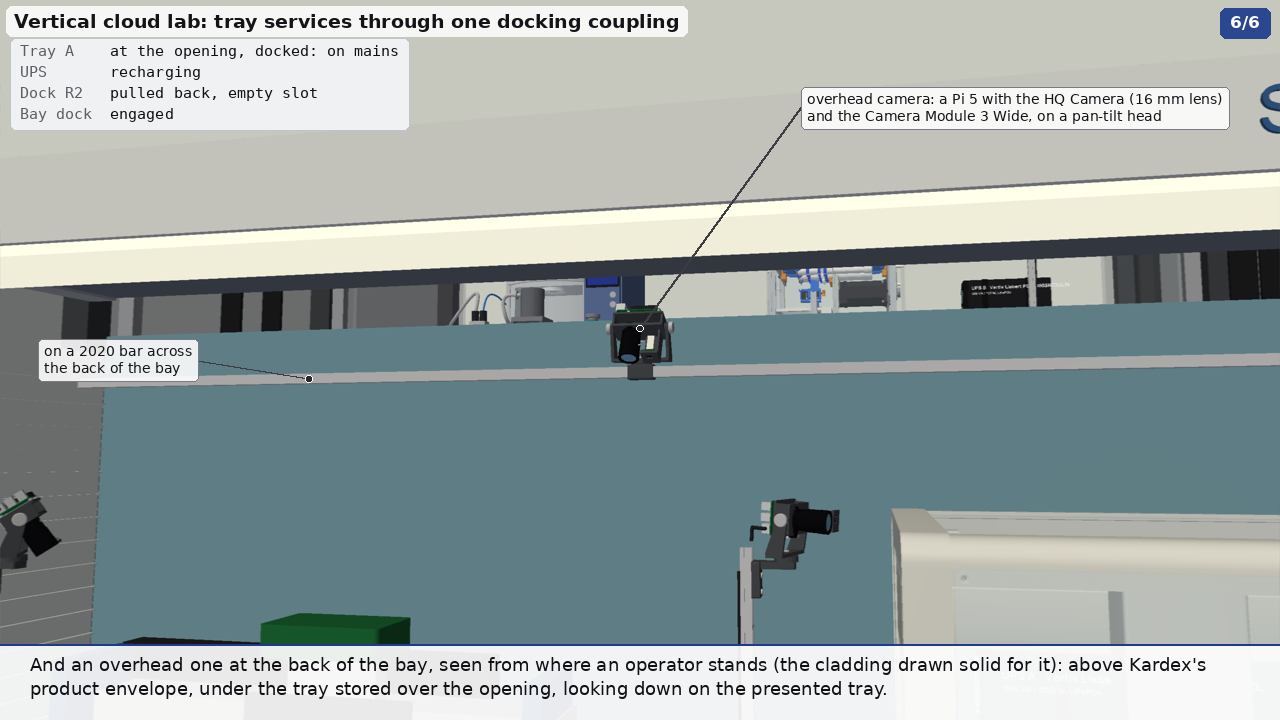 Vertical cloud lab: tray services through one docking coupling
6/6
Tray A at the opening, docked: on mains
UPS recharging
Dock R2 pulled back, empty slot
Bay dock engaged
overhead camera: a Pi 5 with the HQ Camera (16 mm lens)
and the Camera Module 3 Wide, on a pan-tilt head
S
on a 2020 bar across
the back of the bay
And an overhead one at the back of the bay, seen from where an operator stands (the cladding drawn solid for it): above Kardex's
product envelope, under the tray stored over the opening, looking down on the presented tray.